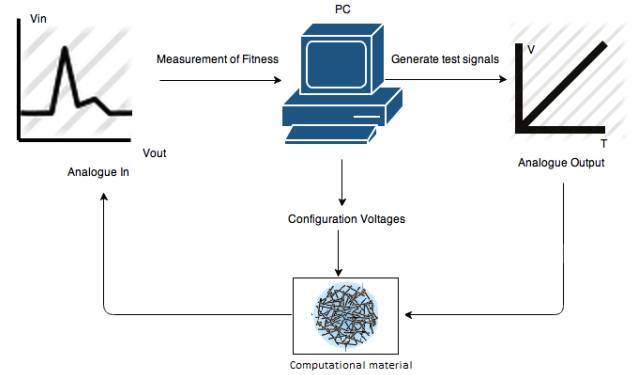 PC
Vin
Measurement of Fitness
Generate test signals
V
T
Vout
Analogue In
Analogue Output
Configuration Voltages
Computational material